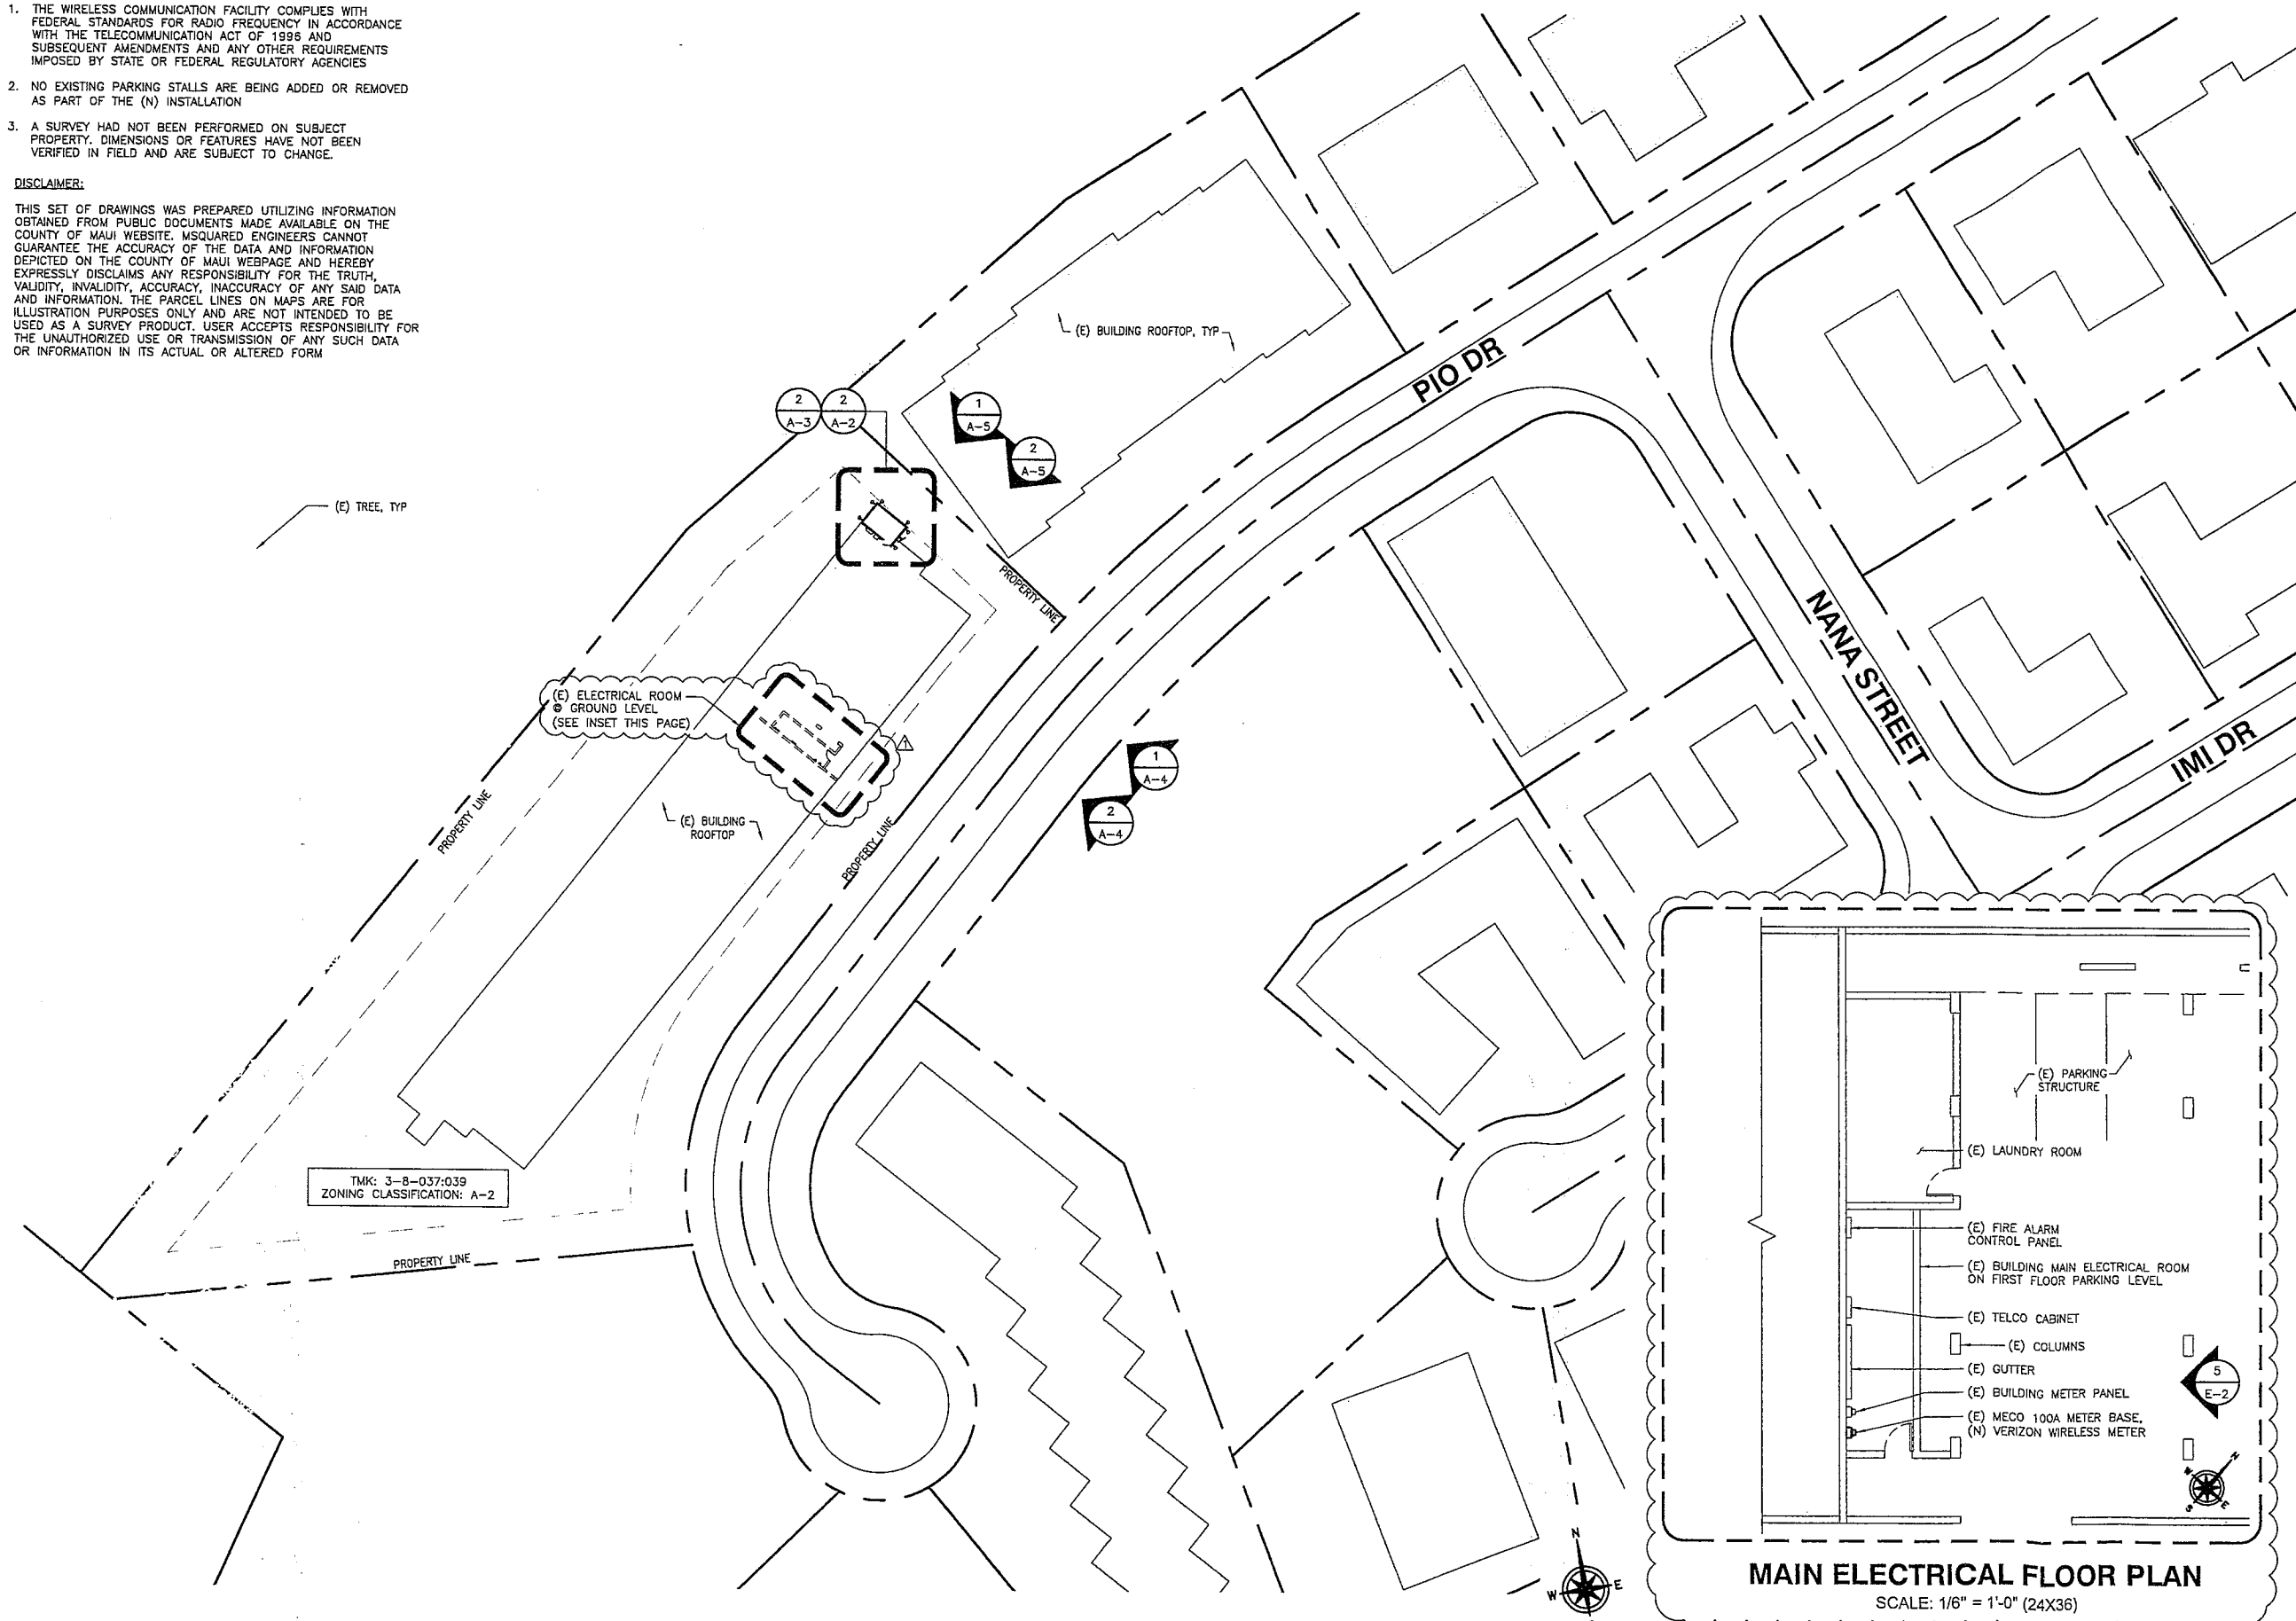 1. THE WIRELESS COMMUNICATION FACILITY COMPLIES WITH
FEDERAL STANDARDS FOR RADIO FREQUENCY IN ACCORDANCE
WITH THE TELECOMMUNICATION ACT OF 1996 AND
SUBSEQUENT AMENDMENTS AND ANY OTHER REQUIREMENTS
IMPOSED BY STATE OR FEDERAL REGULATORY AGENCIES
2. NO EXISTING PARKING STALLS ARE BEING ADDED OR REMOVED
AS PART OF THE (N) INSTALLATION
3. A SURVEY HAD NOT BEEN PERFORMED ON SUBJECT
PROPERTY. DIMENSIONS OR FEATURES HAVE NOT BEEN
VERIFIED IN FIELD AND ARE SUBJECT TO CHANGE.
DISCLAIMER:
THIS SET OF DRAWINGS WAS PREPARED UTILIZING INFORMATION
OBTAINED FROM PUBLIC DOCUMENTS MADE AVAILABLE ON THE
COUNTY OF MAUI WEBSITE. MSQUARED ENGINEERS CANNOT
GUARANTEE THE ACCURACY OF THE DATA AND INFORMATION
DEPICTED ON THE COUNTY OF MAUI WEBPAGE AND HEREBY
EXPRESSLY DISCLAIMS ANY RESPONSIBILITY FOR THE TRUTH,
VALIDITY, INVALIDITY, ACCURACY, INACCURACY OF ANY SAID DATA
AND INFORMATION. THE PARCEL LINES ON MAPS ARE FOR
ILLUSTRATION PURPOSES ONLY AND ARE NOT INTENDED TO BE
USED AS A SURVEY PRODUCT. USER ACCEPTS RESPONSIBILITY FOR
THE UNAUTHORIZED USE OR TRANSMISSION OF ANY SUCH DATA
OR INFORMATION IN ITS ACTUAL OR ALTERED FORM
(E) BUILDING ROOFTOP, TYP
PIO DR
2
A-3
2
A-2
1
A-5
2
A-5
(E) TREE, TYP
PROPERTY LINE
NANA STREET
IMI DR
(E) ELECTRICAL ROOM
@ GROUND LEVEL
(SEE INSET THIS PAGE)
1
1
A-4
2
A-4
PROPERTY LINE
(E) BUILDING
ROOFTOP
PROPERTY LINE
TMK: 3-8-037:039
ZONING CLASSIFICATION: A-2
PROPERTY LINE
(E) PARKING
STRUCTURE
(E) LAUNDRY ROOM
(E) FIRE ALARM
CONTROL PANEL
(E) BUILDING MAIN ELECTRICAL ROOM
ON FIRST FLOOR PARKING LEVEL
(E) TELCO CABINET
(E) COLUMNS
(E) GUTTER
5
E-2
(E) BUILDING METER PANEL
(E) MECO 100A METER BASE,
(N) VERIZON WIRELESS METER
N
W
E
S
N
W
E
MAIN ELECTRICAL FLOOR PLAN
SCALE: 1/6" = 1'-0" (24X36)